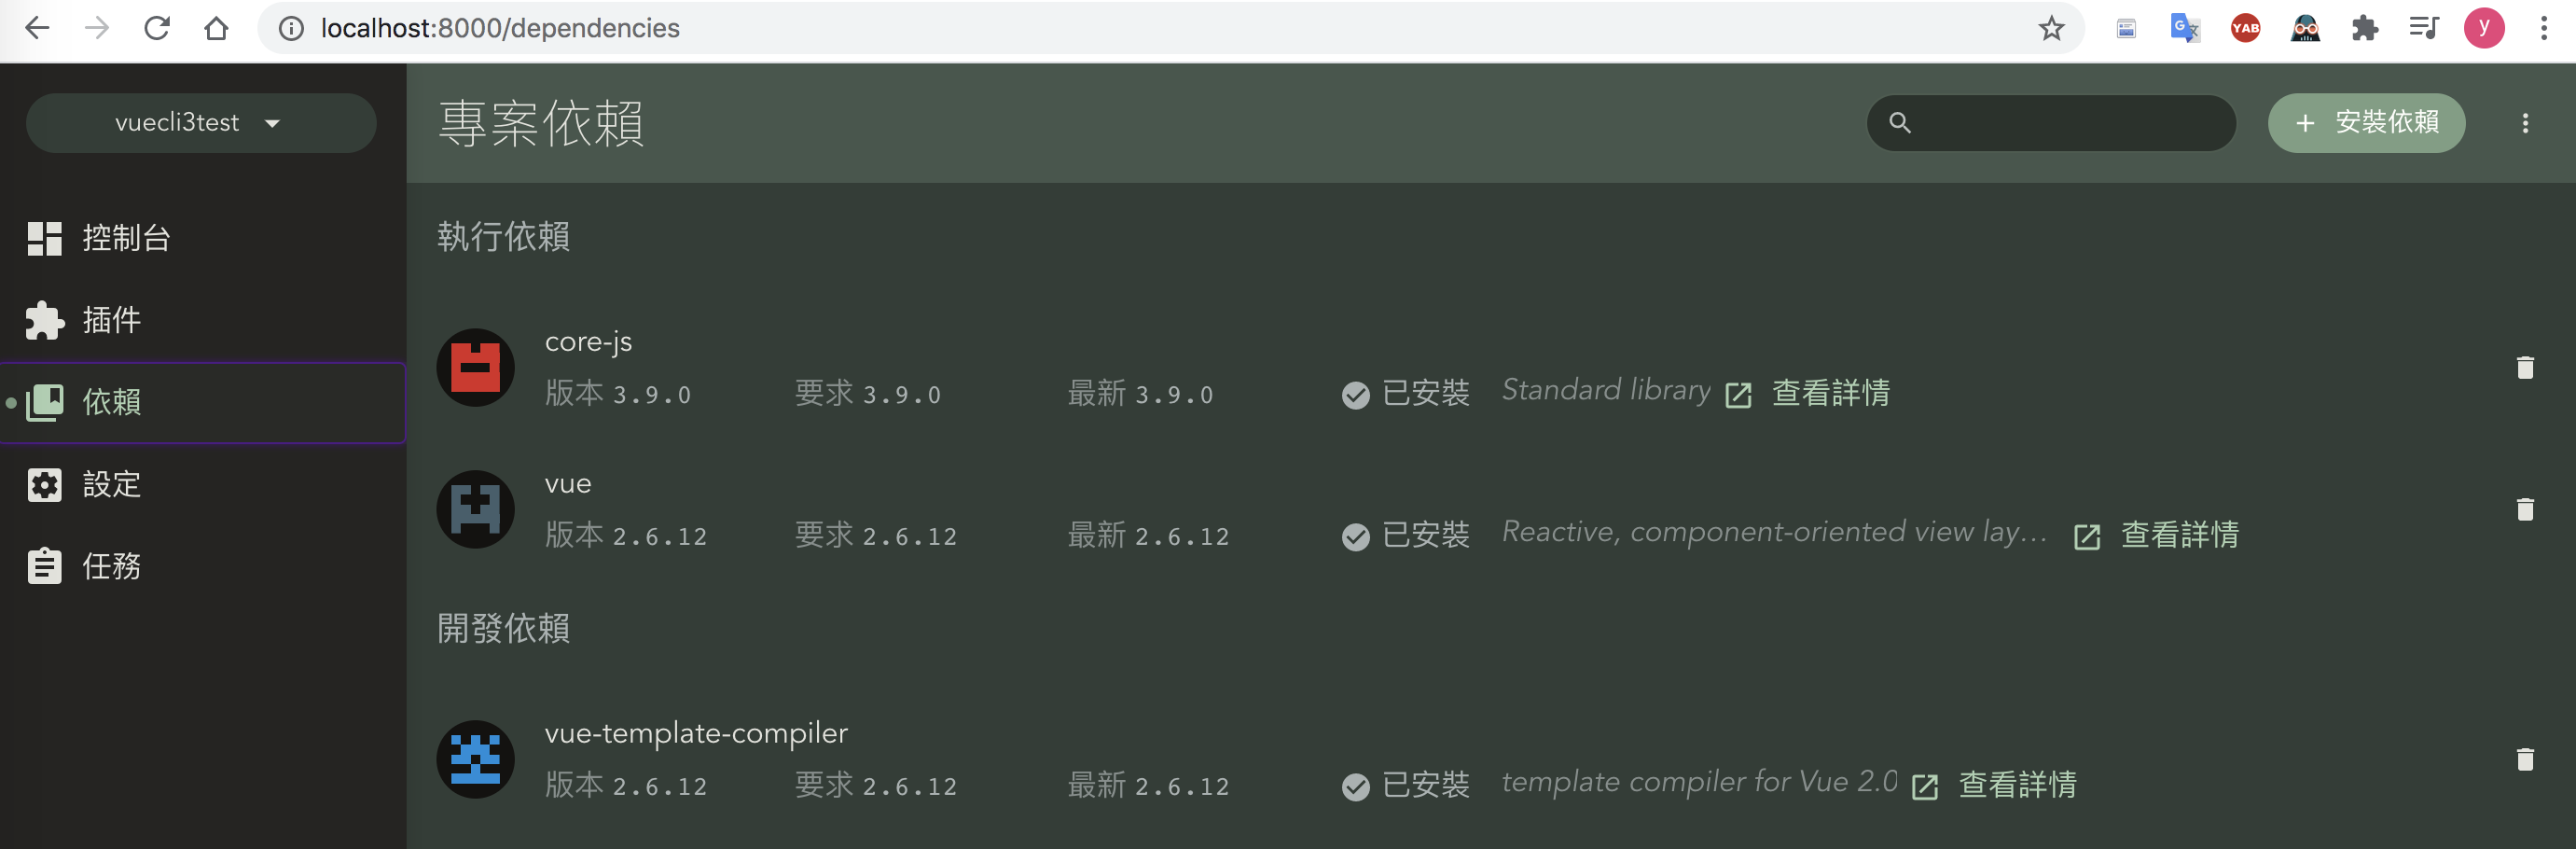 localhost:8000/dependencies
YAB
y
vuecli3test
專案依賴
安裝依賴
控制台
插件
依賴
設定
任務
執行依賴
core-js
版本 3.9.0 要求 3.9.0 最新 3.9.0 已安裝 Standard library 查看詳情
vue
版本 2.6.12 要求 2.6.12 最新 2.6.12 已安裝 Reactive, component-oriented view lay... 查看詳情
開發依賴
vue-template-compiler
版本 2.6.12 要求 2.6.12 最新 2.6.12 已安裝 template compiler for Vue 2.0 查看詳情